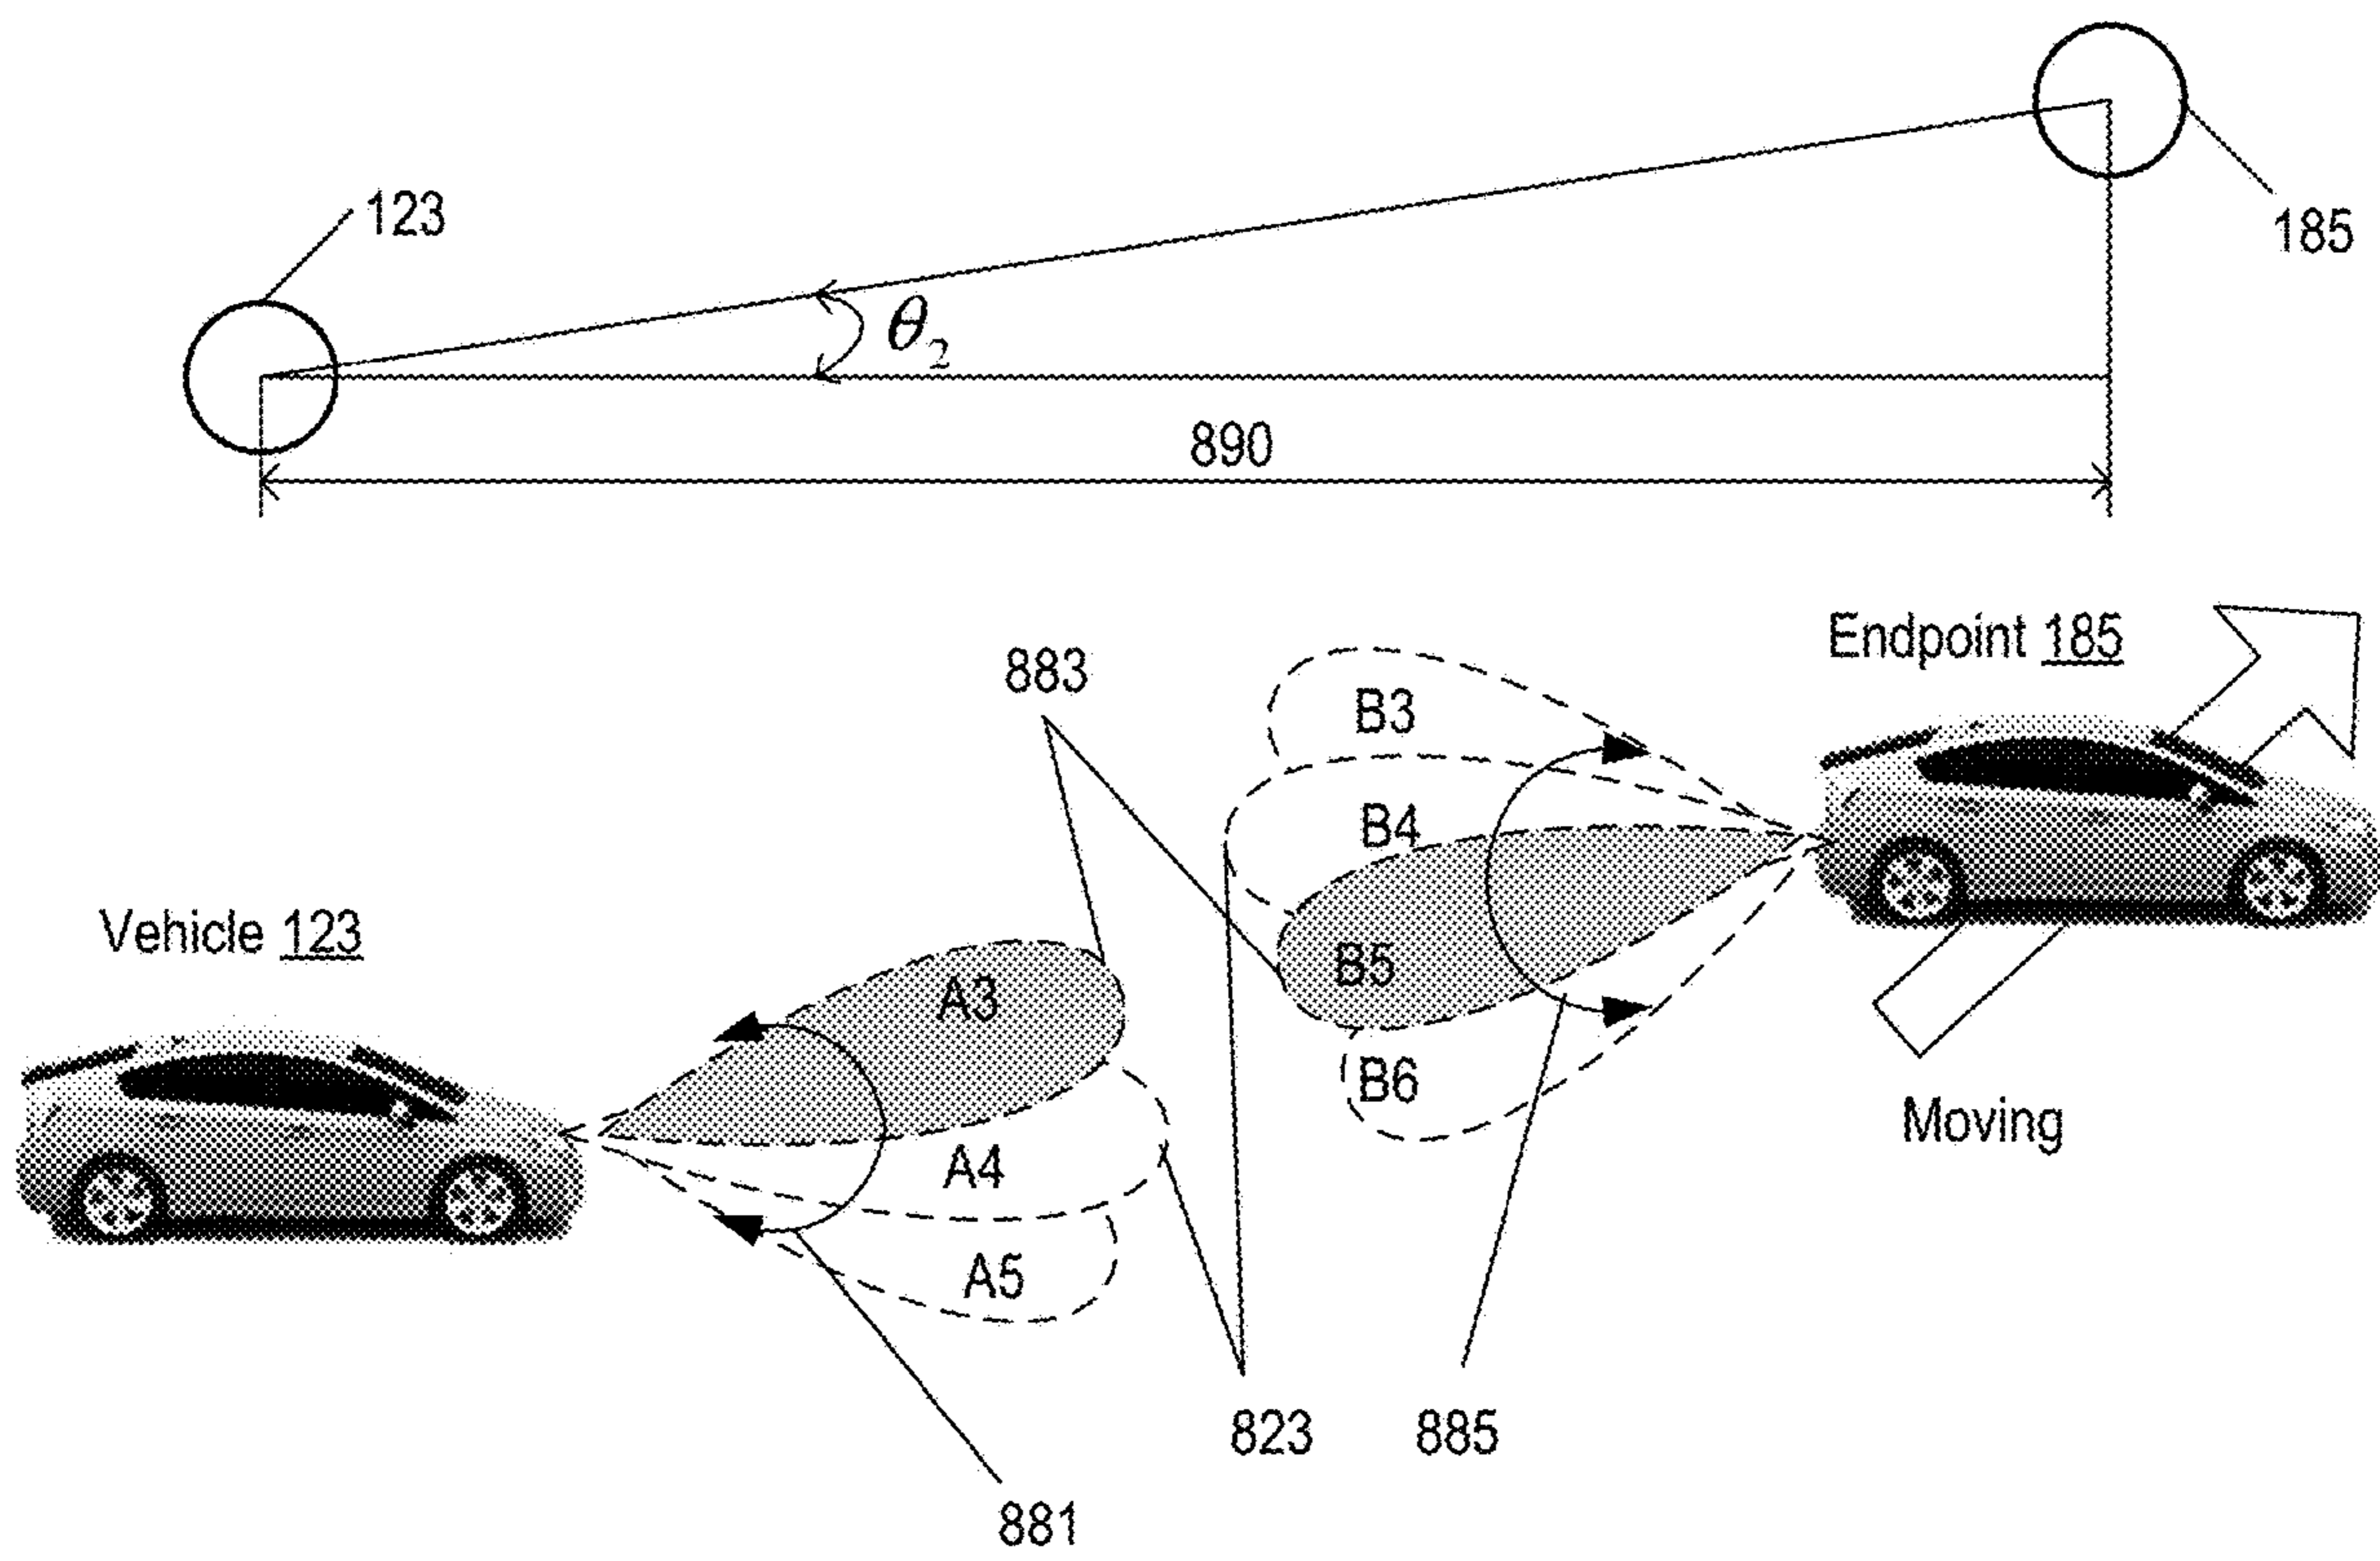 123
185
θ2
890
Endpoint 185
883
B3
B4
Vehicle 123
B5
A3
B6
Moving
A4
A5
823
885
881